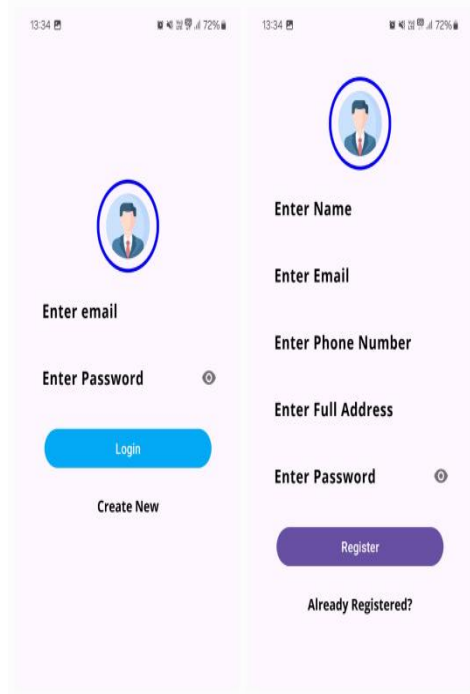 13:34 72%
Enter email
Enter Password
Login
Create New
13:34 72%
Enter Name
Enter Email
Enter Phone Number
Enter Full Address
Enter Password
Register
Already Registered?